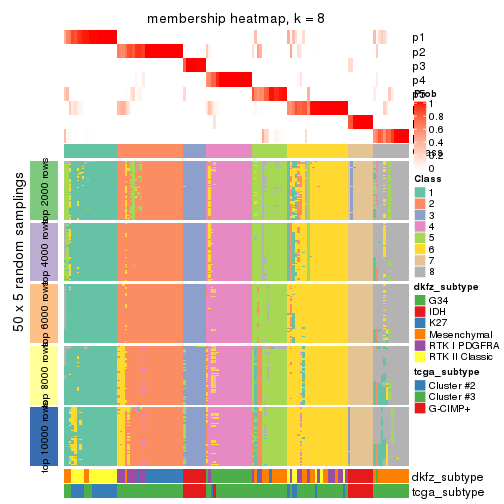 membership heatmap, k = 8
p1
p2
p3
p4
Prob
1
0.8
0.6
0.4
0.2
0
Class
1
2
3
4
5
6
7
8
dkfz_subtype
G34
IDH
K27
Mesenchymal
RTK I PDGFRA
RTK II Classic
tcga_subtype
Cluster #2
Cluster #3
G-CIMP+
50 x 5 random samplings
top 2000 rows
top 4000 rows
top 6000 rows
top 8000 rows
top 10000 rows
dkfz_subtype
tcga_subtype